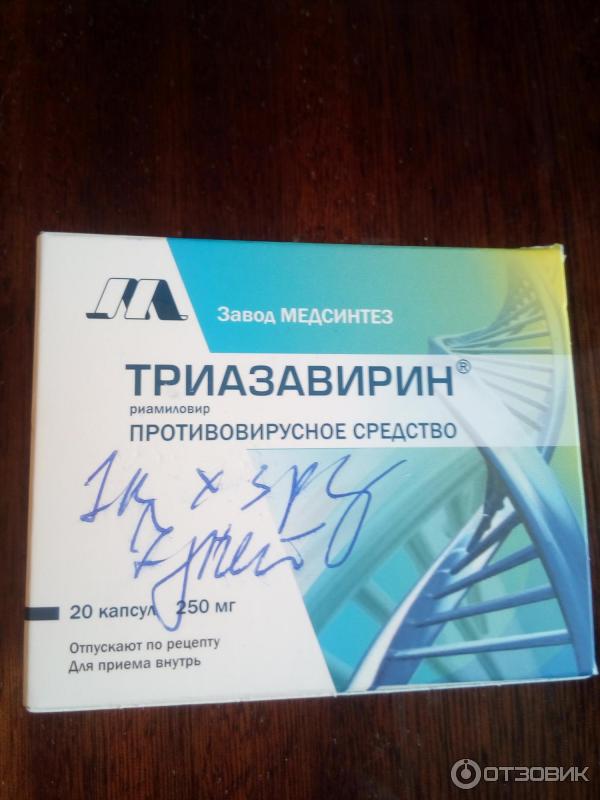 Завод МЕДСИНТЕЗ
ТРИАЗАВИРИН®
риамиловир
ПРОТИВОВИРУСНОЕ СРЕДСТВО
1к х 3р
7 дней
20 капсул 250 мг
Отпускают по рецепту
Для приема внутрь
ОТЗОВИК